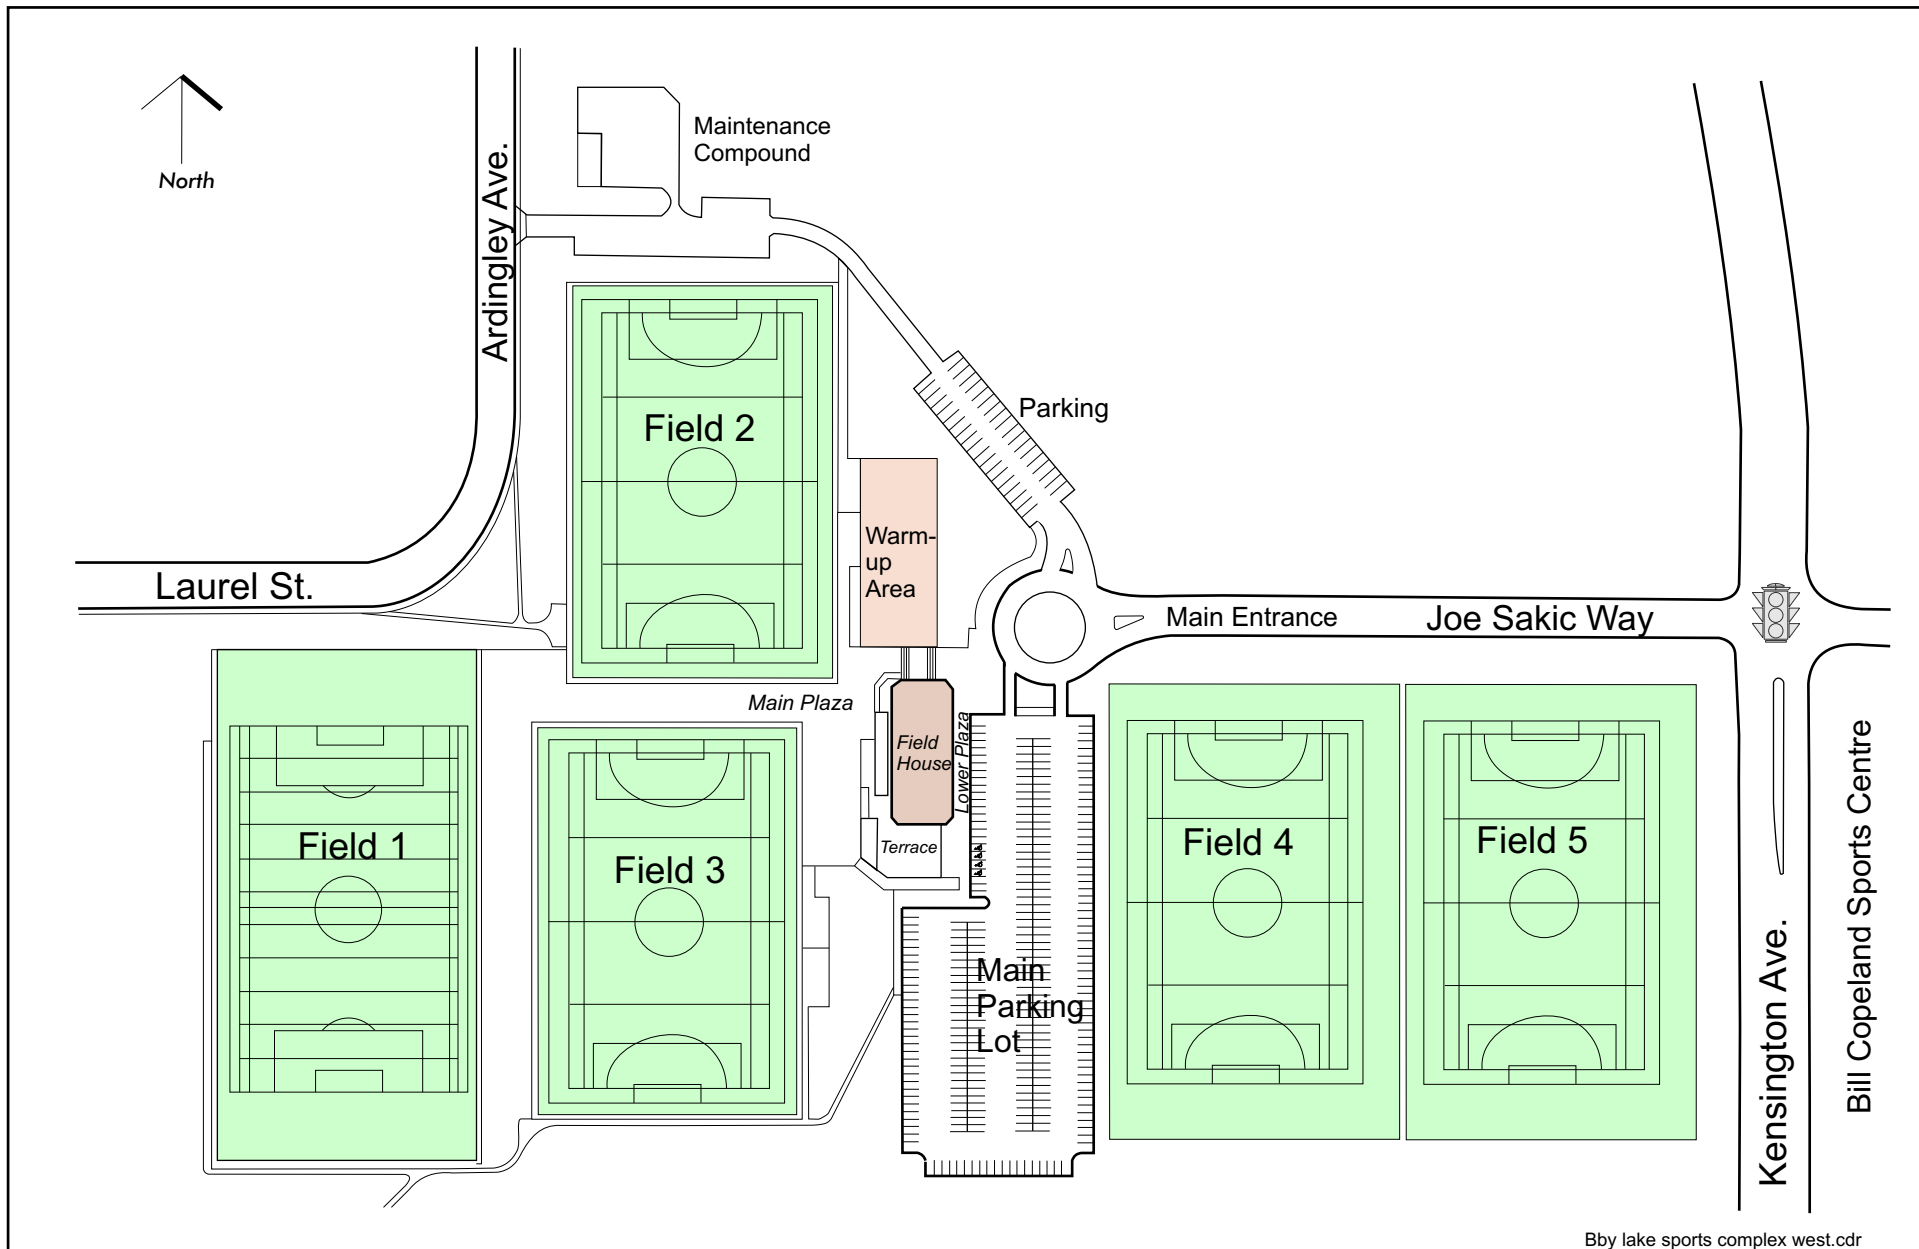 North
Maintenance
Compound
Ardingley Ave.
Parking
Field 2
Warm-
up
Area
Laurel St.
Main Entrance
Joe Sakic Way
Main Plaza
Field
House
Lower Plaza
Terrace
Field 1
Field 3
Field 4
Field 5
Main
Parking
Lot
Kensington Ave.
Bill Copeland Sports Centre
Bby lake sports complex west.cdr